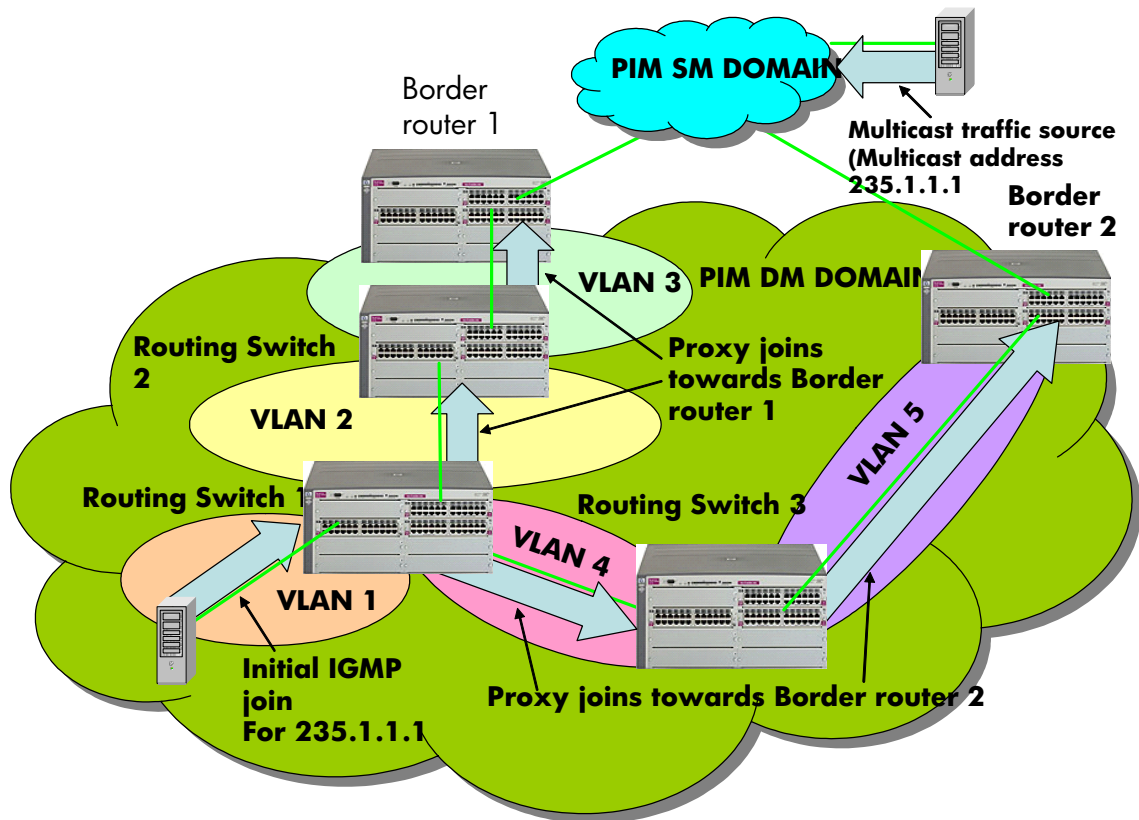 PIM SM DOMAIN
Border
router 1
Multicast traffic source
(Multicast address
235.1.1.1
Border
router 2
VLAN 3
PIM DM DOMAIN
Routing Switch
2
Proxy joins
towards Border
router 1
VLAN 2
VLAN 5
Routing Switch 1
Routing Switch 3
VLAN 4
VLAN 1
Initial IGMP
join
For 235.1.1.1
Proxy joins towards Border router 2